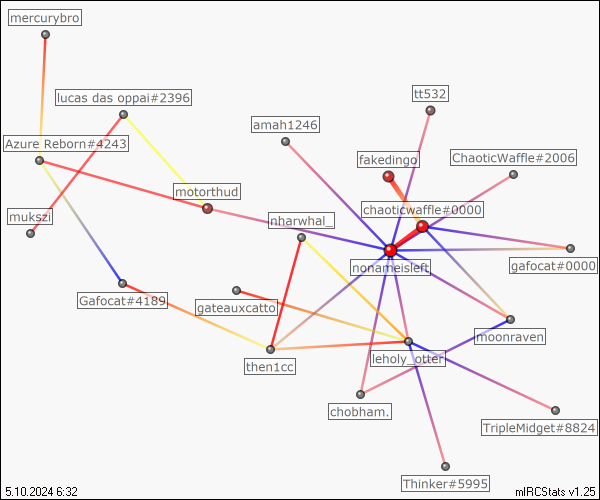 mercurybro
lucas das oppai#2396
tt532
amah1246
Azure Reborn#4243
fakedingo
ChaoticWaffle#2006
motorthud
chaoticwaffle#0000
mukszi
nharwhal_
nonameisleft
gafocat#0000
Gafocat#4189
gateauxcatto
moonraven
then1cc
leholy_otter
chobham.
TripleMidget#8824
Thinker#5995
5.10.2024 6:32
mIRCStats v1.25